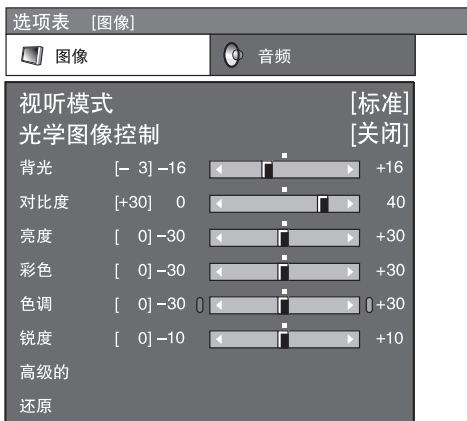 选项表 [图像]
图像 音频
视听模式 [标准]
光学图像控制 [关闭]
背光 [– 3] –16 +16
对比度 [+30] 0 40
亮度 [ 0] –30 +30
彩色 [ 0] –30 +30
色调 [ 0] –30 +30
锐度 [ 0] –10 +10
高级的
还原